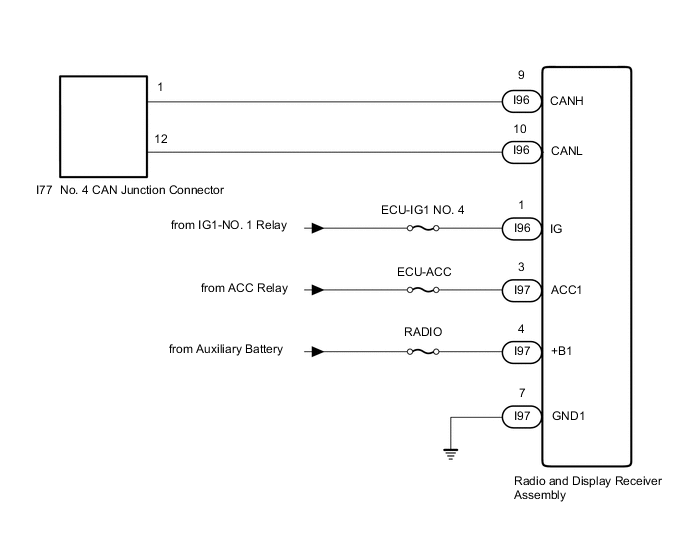 9
1
I96 CANH
10
12
I96 CANL
I77 No. 4 CAN Junction Connector
1
ECU-IG1 NO. 4
from IG1-NO. 1 Relay
I96 IG
3
ECU-ACC
from ACC Relay
I97 ACC1
4
RADIO
from Auxiliary Battery
I97 +B1
7
I97 GND1
Radio and Display Receiver
Assembly